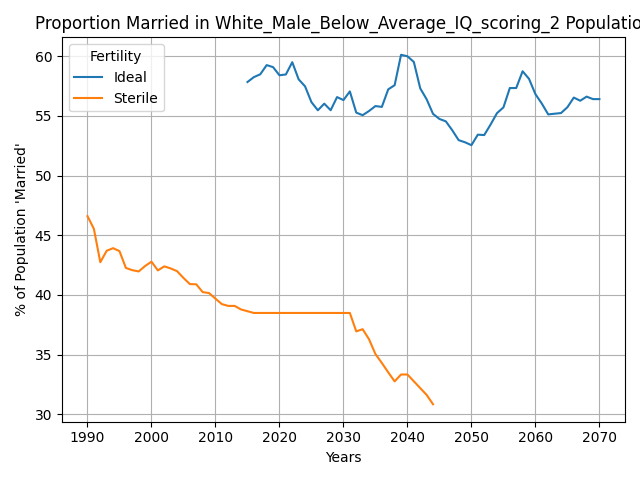 Proportion Married in White_Male_Below_Average_IQ_scoring_2 Populatio
Fertility
Ideal
Sterile
% of Population 'Married'
60
55
50
45
40
35
30
1990 2000 2010 2020 2030 2040 2050 2060 2070
Years